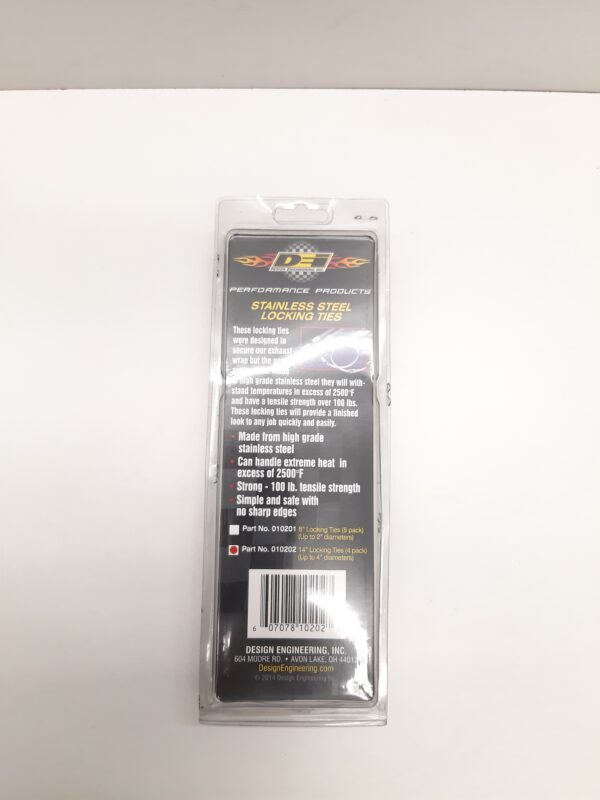 DEI
DESIGN ENGINEERING INC.
PERFORMANCE PRODUCTS
STAINLESS STEEL
LOCKING TIES
These locking ties
were designed to
secure our exhaust
wrap but the
high grade stainless steel they will with-
stand temperatures in excess of 2500°F
and have a tensile strength over 100 lbs.
These locking ties will provide a finished
look to any job quickly and easily.
• Made from high grade
stainless steel
• Can handle extreme heat in
excess of 2500°F
• Strong - 100 lb. tensile strength
• Simple and safe with
no sharp edges
Part No. 010201 8" Locking Ties (8 pack)
(Up to 2" diameters)
Part No. 010202 14" Locking Ties (4 pack)
(Up to 4" diameters)
6 07078 10202
DESIGN ENGINEERING, INC.
604 MOORE RD. • AVON LAKE, OH 44012
DesignEngineering.com
© 2014 Design Engineering